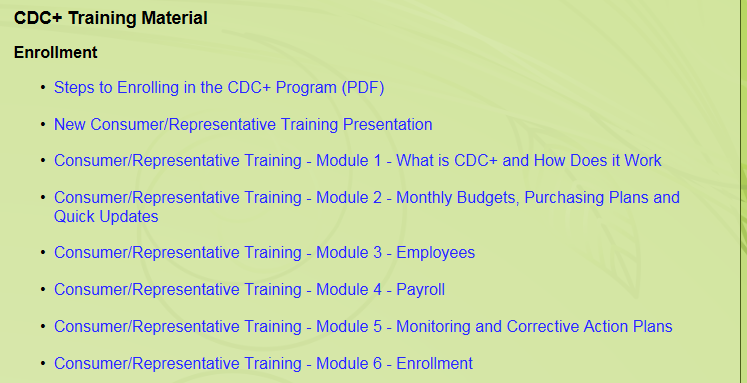 CDC+ Training Material
Enrollment
• Steps to Enrolling in the CDC+ Program (PDF)
• New Consumer/Representative Training Presentation
• Consumer/Representative Training - Module 1 - What is CDC+ and How Does it Work
• Consumer/Representative Training - Module 2 - Monthly Budgets, Purchasing Plans and
Quick Updates
• Consumer/Representative Training - Module 3 - Employees
• Consumer/Representative Training - Module 4 - Payroll
• Consumer/Representative Training - Module 5 - Monitoring and Corrective Action Plans
• Consumer/Representative Training - Module 6 - Enrollment